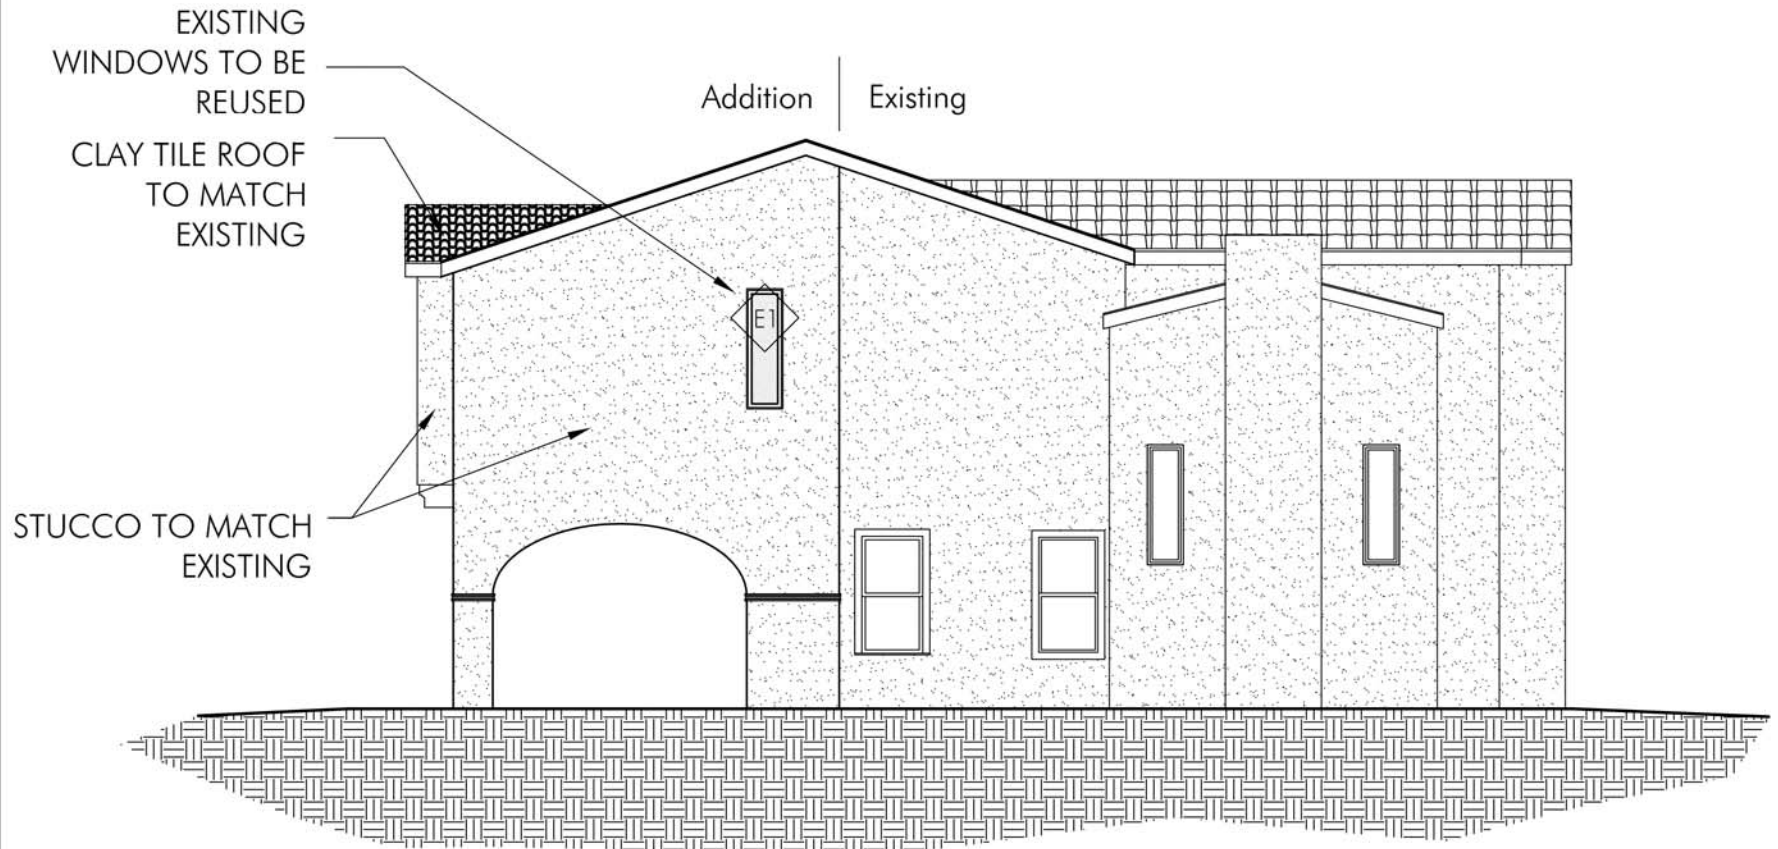 EXISTING
WINDOWS TO BE
REUSED
CLAY TILE ROOF
TO MATCH
EXISTING
Addition
Existing
E1
STUCCO TO MATCH
EXISTING